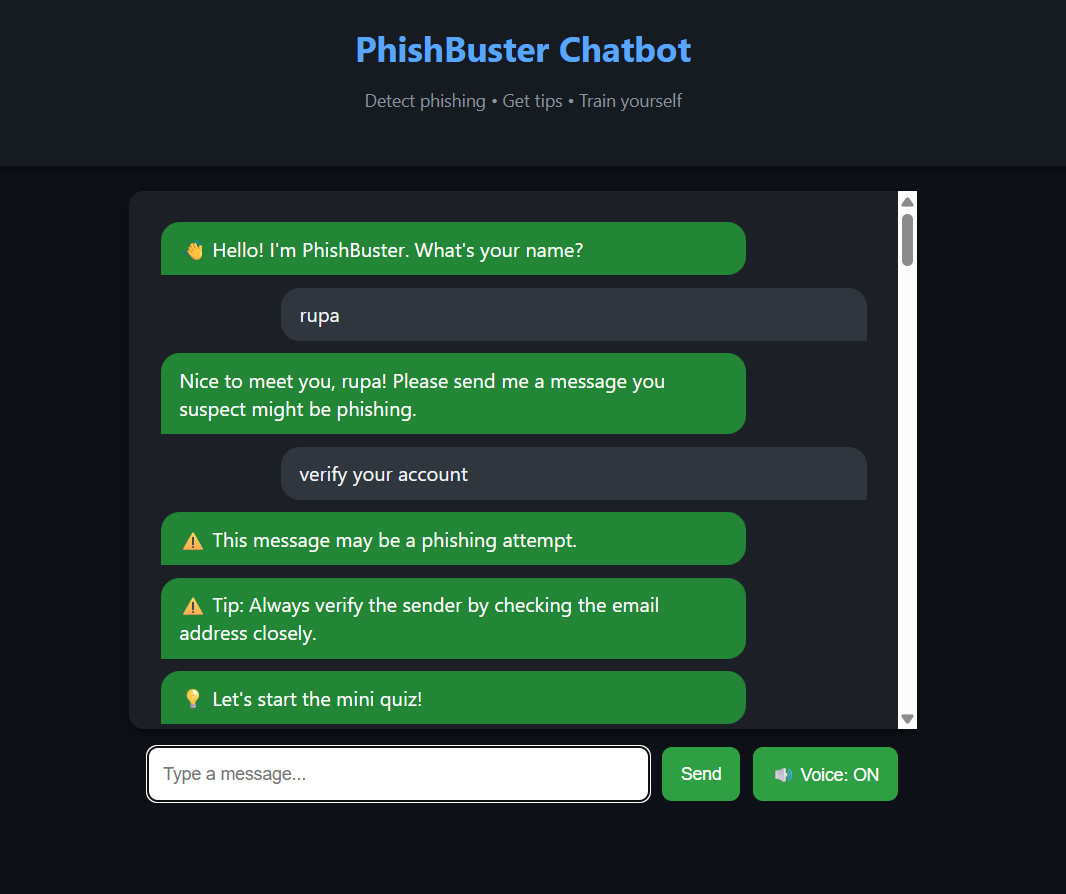 PhishBuster Chatbot
Detect phishing • Get tips • Train yourself
👋 Hello! I'm PhishBuster. What's your name?
rupa
Nice to meet you, rupa! Please send me a message you
suspect might be phishing.
verify your account
⚠️ This message may be a phishing attempt.
⚠️ Tip: Always verify the sender by checking the email
address closely.
💡 Let's start the mini quiz!
Type a message...
Send
🔊 Voice: ON